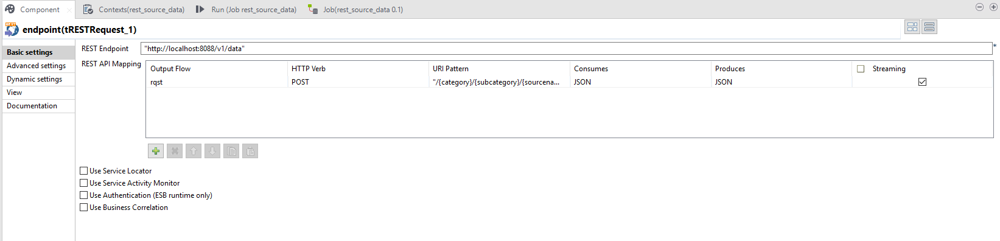 Component Contexts(rest_source_data) Run (Job rest_source_data) Job(rest_source_data 0.1)
endpoint(tRESTRequest_1)
Basic settings
Advanced settings
Dynamic settings
View
Documentation
REST Endpoint "http://localhost:8088/v1/data" *
REST API Mapping
Output Flow HTTP Verb URI Pattern Consumes Produces Streaming
rqst POST "/{category}/{subcategory}/{sourcena... JSON JSON
Use Service Locator
Use Service Activity Monitor
Use Authentication (ESB runtime only)
Use Business Correlation